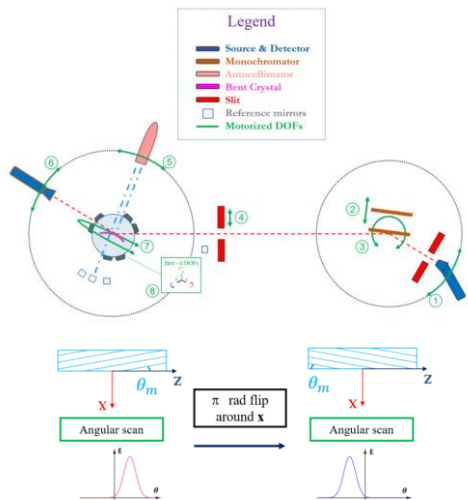 Legend
Source & Detector
Monochromator
Autocollimator
Bent Crystal
Slit
Reference mirrors
Motorized DOFs
6
5
4
2
3
7
8
1
θm
Z
X
Angular scan
E
θ
π rad flip
around x
θm
Z
X
Angular scan
E
θ